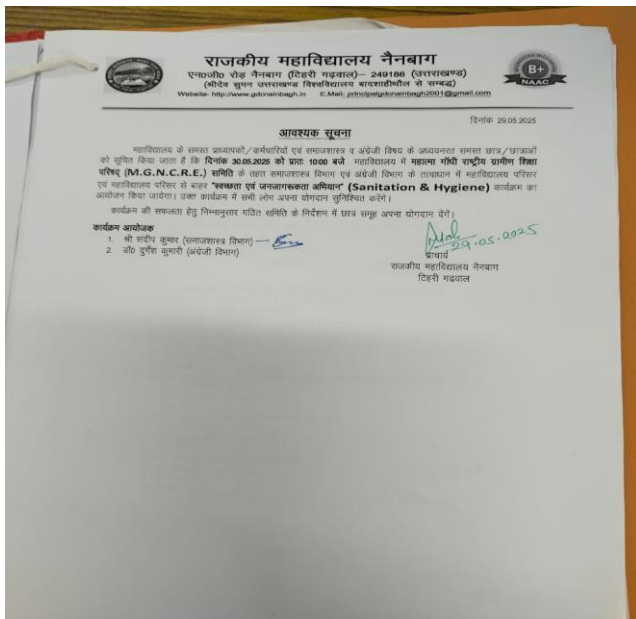 राजकीय महाविद्यालय नैनबाग
एन०जी० रोड़ नैनबाग (टिहरी गढ़वाल)– 249186 (उत्तराखण्ड)
(श्रीदेव सुमन उत्तराखण्ड विश्वविद्यालय बादशाहीथौल से सम्बद्ध)
Website- http//www.gdcnainbagh.in E.Mail- principalgdcnainbagh2001@gmail.com
B+
NAAC
दिनांक 29.05.2025
आवश्यक सूचना
महाविद्यालय के समस्त प्राध्यापकों/कर्मचारियों एवं समाजशास्त्र व अंग्रेजी विषय के अध्ययनरत समस्त छात्र/छात्राओं
को सूचित किया जाता है कि दिनांक 30.05.2025 को प्रातः 10:00 बजे महाविद्यालय में महात्मा गाँधी राष्ट्रीय ग्रामीण शिक्षा
परिषद् (M.G.N.C.R.E.) समिति के तहत समाजशास्त्र विभाग एवं अंग्रेजी विभाग के तत्वाधान में महाविद्यालय परिसर
एवं महाविद्यालय परिसर से बाहर "स्वच्छता एवं जनजागरूकता अभियान" (Sanitation & Hygiene) कार्यक्रम का
आयोजन किया जायेगा। उक्त कार्यक्रम में सभी लोग अपना योगदान सुनिश्चित करेंगे।
कार्यक्रम की सफलता हेतु निम्नानुसार गठित समिति के निर्देशन में छात्र समूह अपना योगदान देंगें।
कार्यक्रम आयोजक
1. श्री संदीप कुमार (समाजशास्त्र विभाग)
2. डॉ० दुर्गेश कुमारी (अंग्रेजी विभाग)
29-05-2025
प्राचार्य
राजकीय महाविद्यालय नैनबाग
टिहरी गढवाल